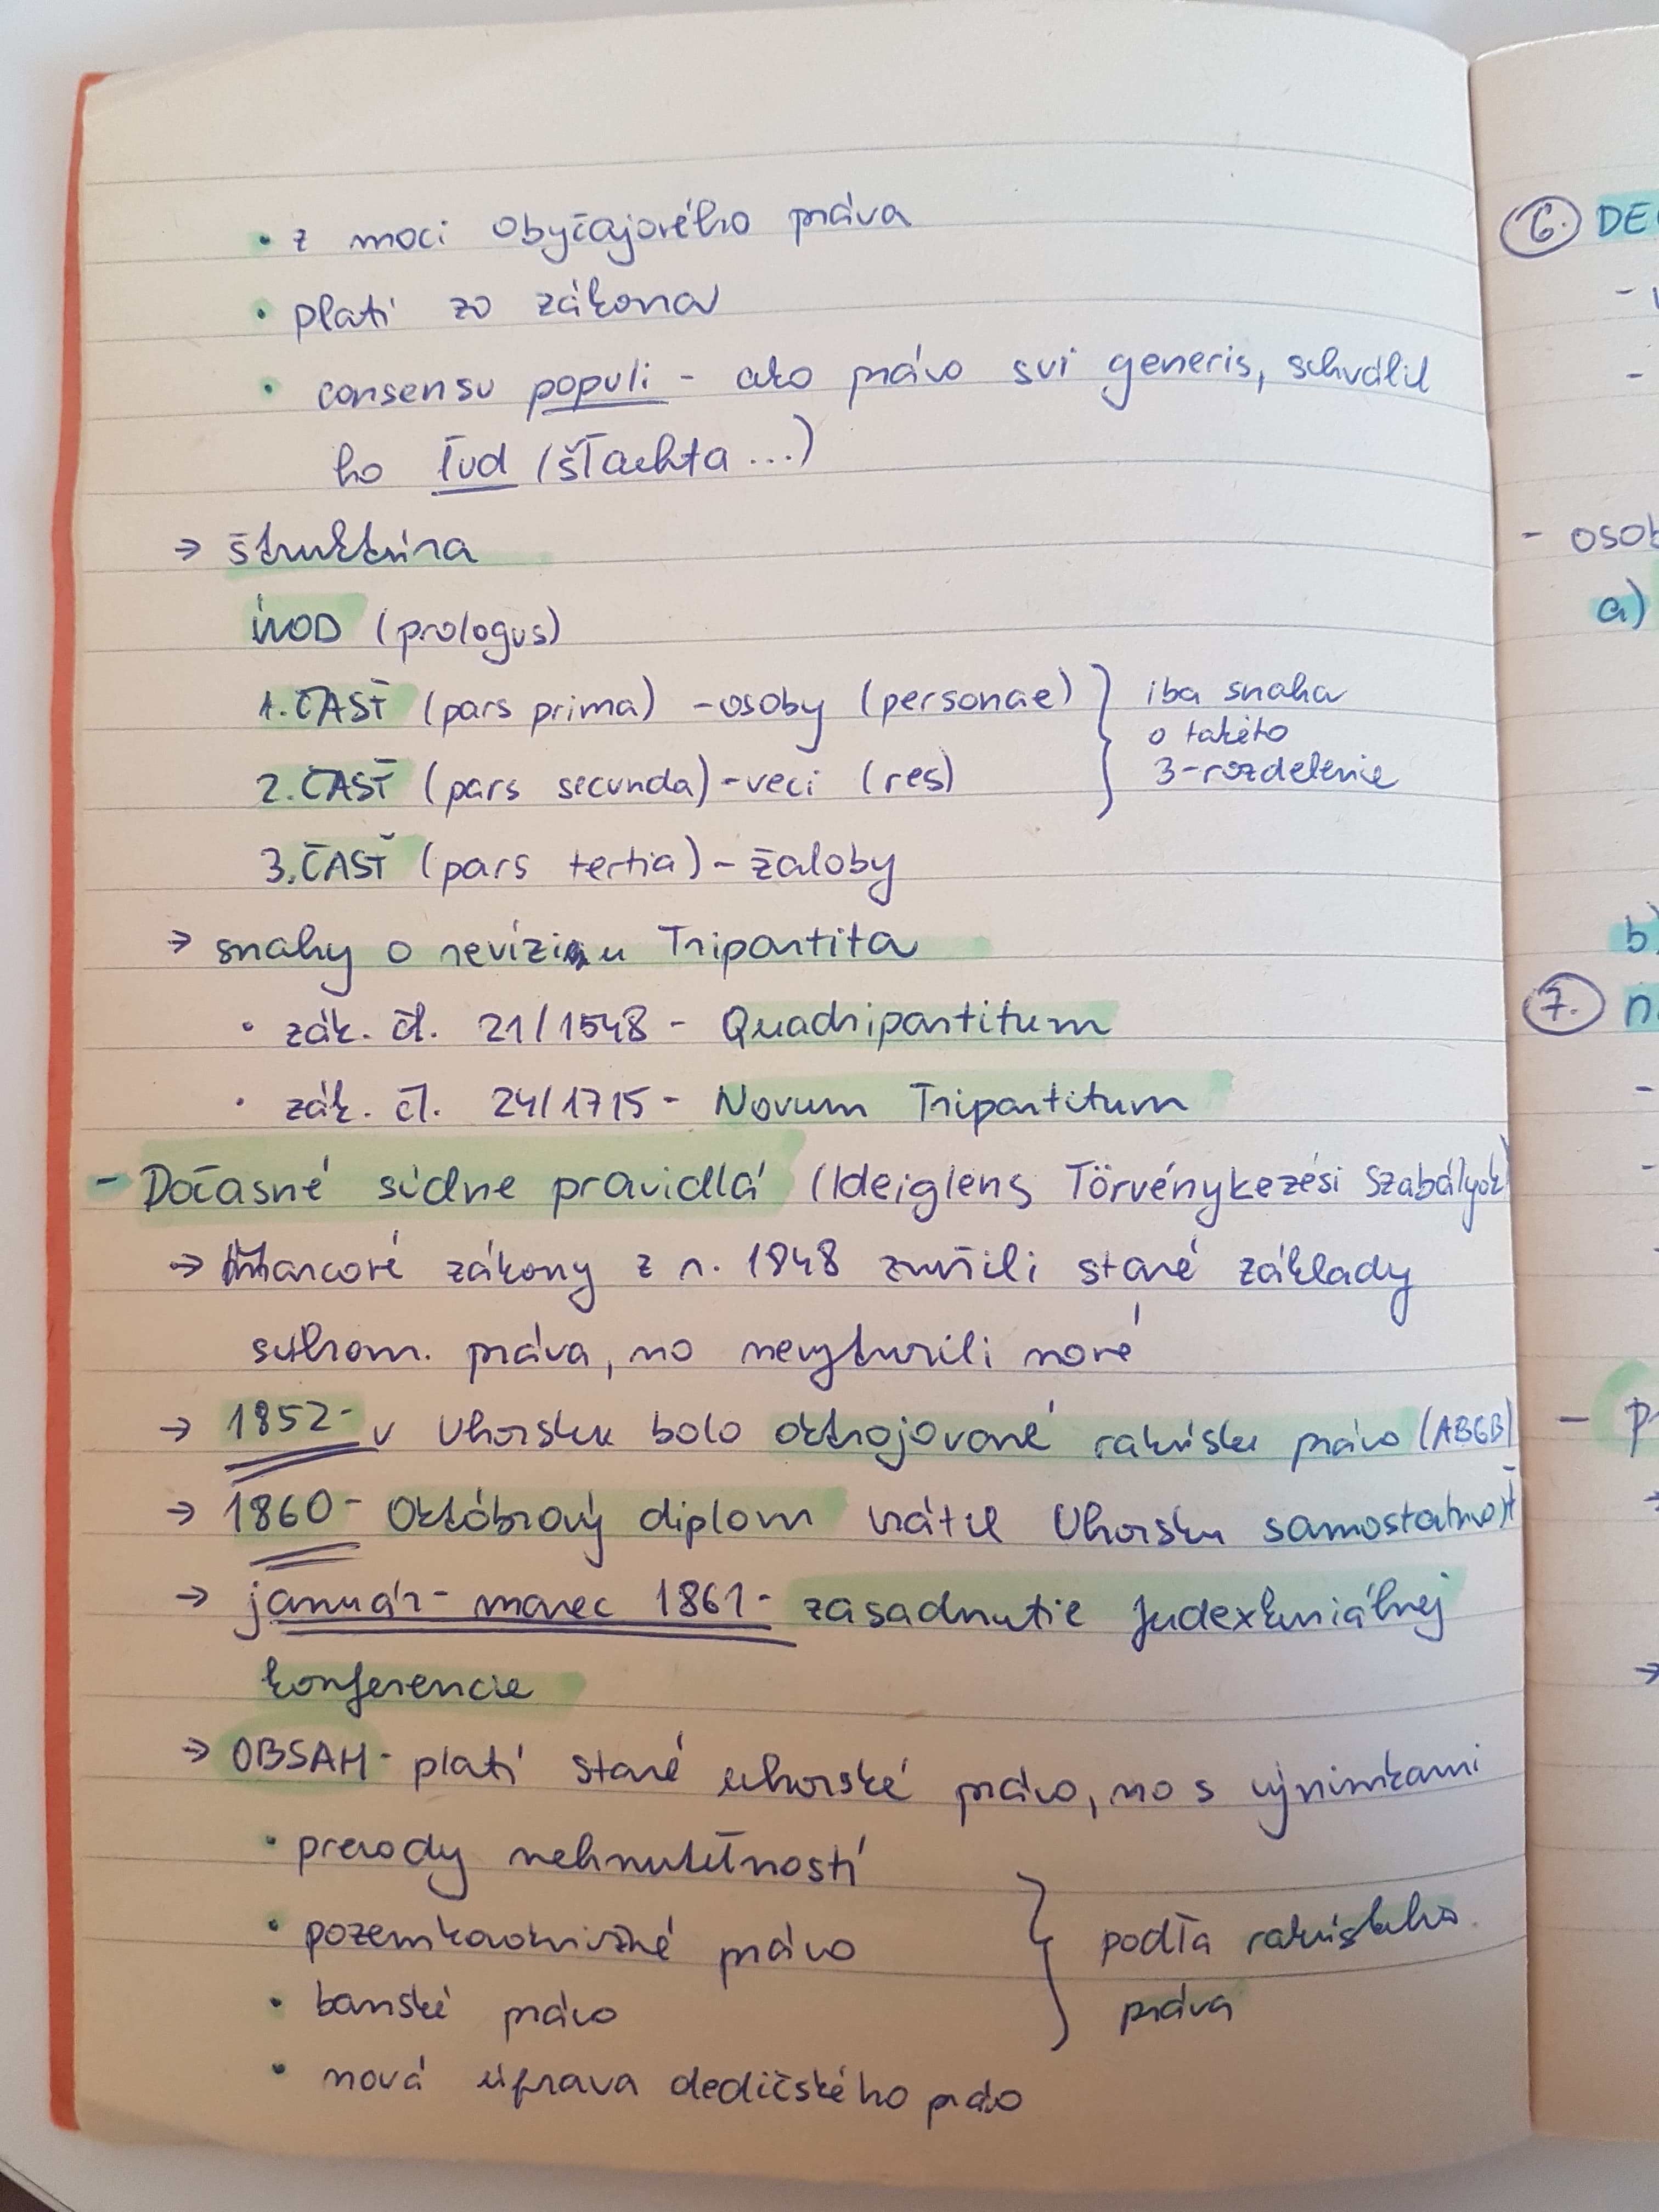 • z moci obyčajového práva
• platí zo zákona
• consensu populi - ako právo sui generis, schválil
ho ľud (šľachta ...)
→ štruktúra
ÚVOD (prologus)
1. ČASŤ (pars prima) - osoby (personae) } iba snaha
o takéto
2. ČASŤ (pars secunda) - veci (res) 3-rozdelenie
3. ČASŤ (pars tertia) - žaloby
→ snahy o revíziu Tripartita
• zák. čl. 21/1548 - Quadripartitum
• zák. čl. 24/1715 - Novum Tripartitum
- Dočasné súdne pravidlá (Ideiglens Törvénykezési Szabályok)
→ marcové zákony z r. 1848 zrušili staré základy
súkrom. práva, no nevytvorili nové
→ 1852 - v Uhorsku bolo oktrojované rakúske právo (ABGB)
→ 1860 - Októbrový diplom vrátil Uhorsku samostatnosť
→ január - marec 1861 - zasadnutie Judexkuriálnej
konferencie
→ OBSAH - platí staré uhorské právo, no s výnimkami
• prevody nehnuteľností
• pozemkovoknižné právo } podľa rakúskeho
• banské právo práva
• nová úprava dedičského práva
6. DE
- osob
a)
b)
7.